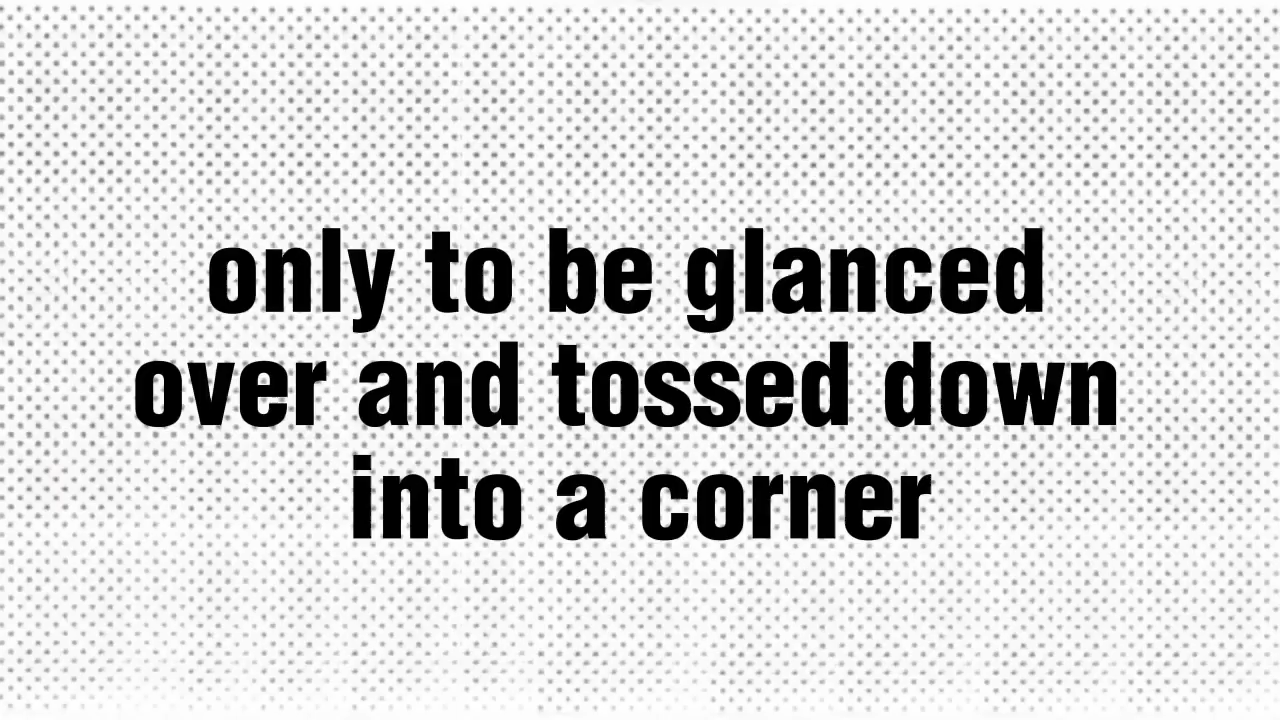 only to be glanced
over and tossed down
into a corner